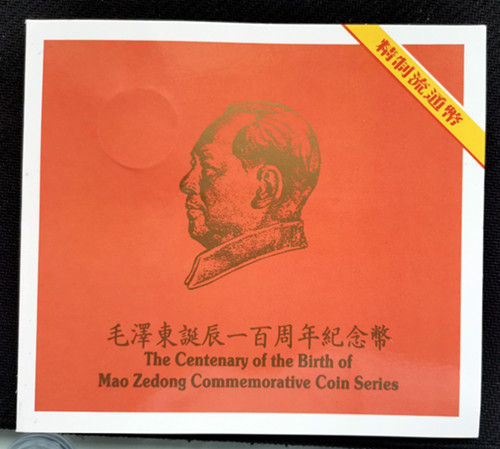 精制流通幣
毛澤東誕辰一百周年紀念幣
The Centenary of the Birth of
Mao Zedong Commemorative Coin Series